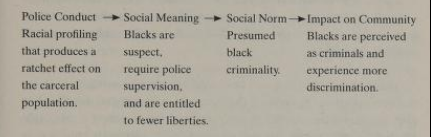 Police Conduct → Social Meaning → Social Norm → Impact on Community
Racial profiling Blacks are Presumed Blacks are perceived
that produces a suspect, black as criminals and
ratchet effect on require police criminality. experience more
the carceral supervision, discrimination.
population. and are entitled
to fewer liberties.